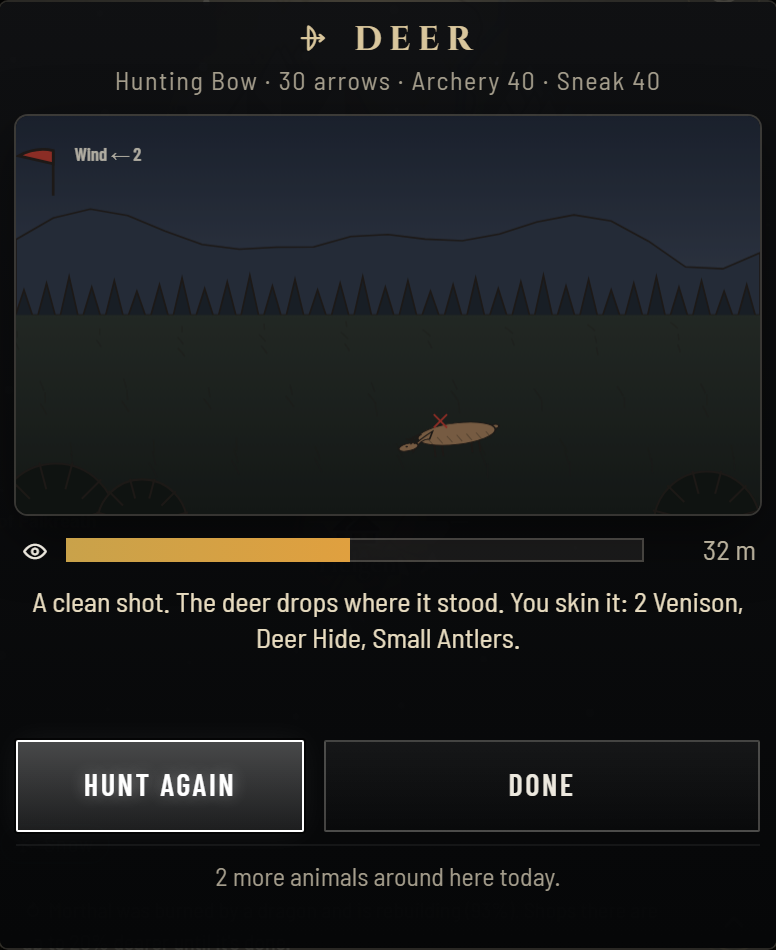 DEER
Hunting Bow · 30 arrows · Archery 40 · Sneak 40
Wind ← 2
32 m
A clean shot. The deer drops where it stood. You skin it: 2 Venison,
Deer Hide, Small Antlers.
HUNT AGAIN
DONE
2 more animals around here today.